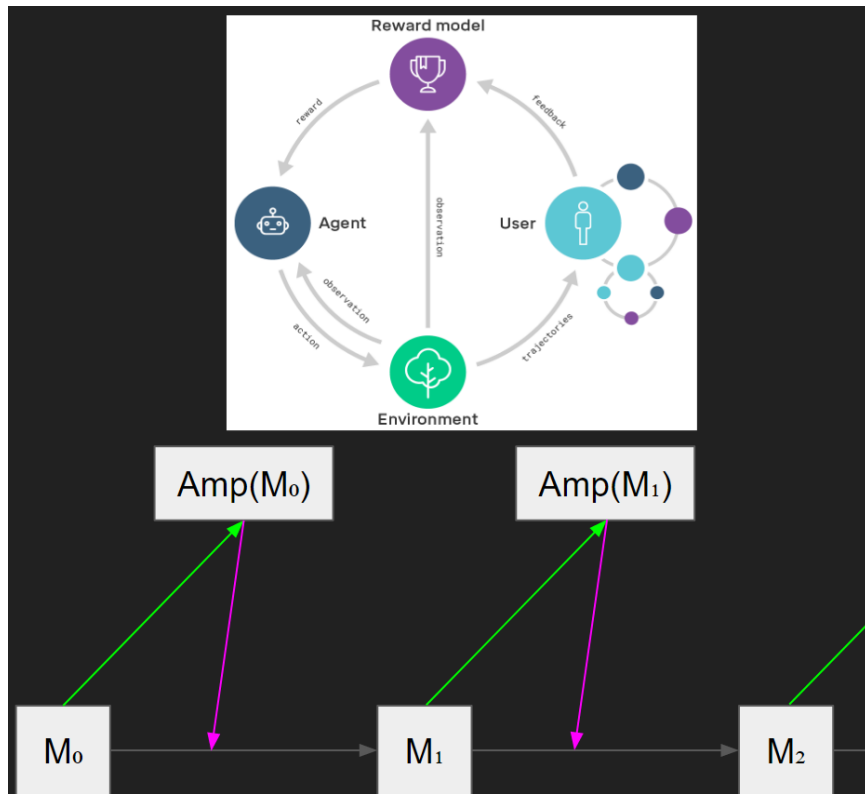 Reward model
reward
feedback
Agent
observation
User
observation
action
trajectories
Environment
Amp(M₀)
Amp(M₁)
M₀
M₁
M₂